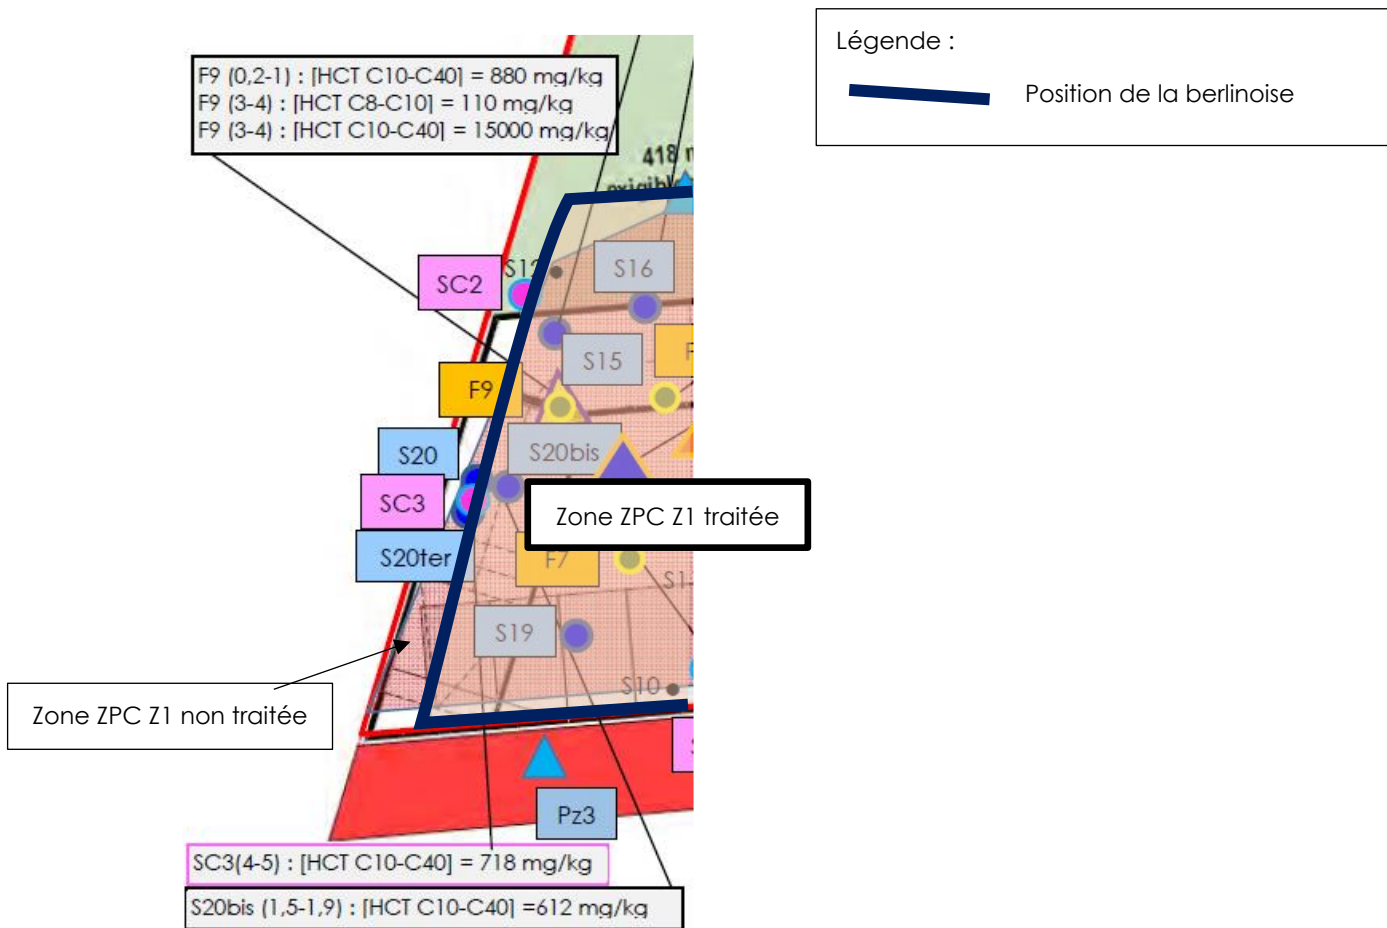 Légende :
Position de la berlinoise
F9 (0,2-1) : [HCT C10-C40] = 880 mg/kg
F9 (3-4) : [HCT C8-C10] = 110 mg/kg
F9 (3-4) : [HCT C10-C40] = 15000 mg/kg
418
SC2
S16
S15
F9
S20
S20bis
SC3
Zone ZPC Z1 traitée
S20ter
F7
S19
S10
Zone ZPC Z1 non traitée
Pz3
SC3(4-5) : [HCT C10-C40] = 718 mg/kg
S20bis (1,5-1,9) : [HCT C10-C40] =612 mg/kg